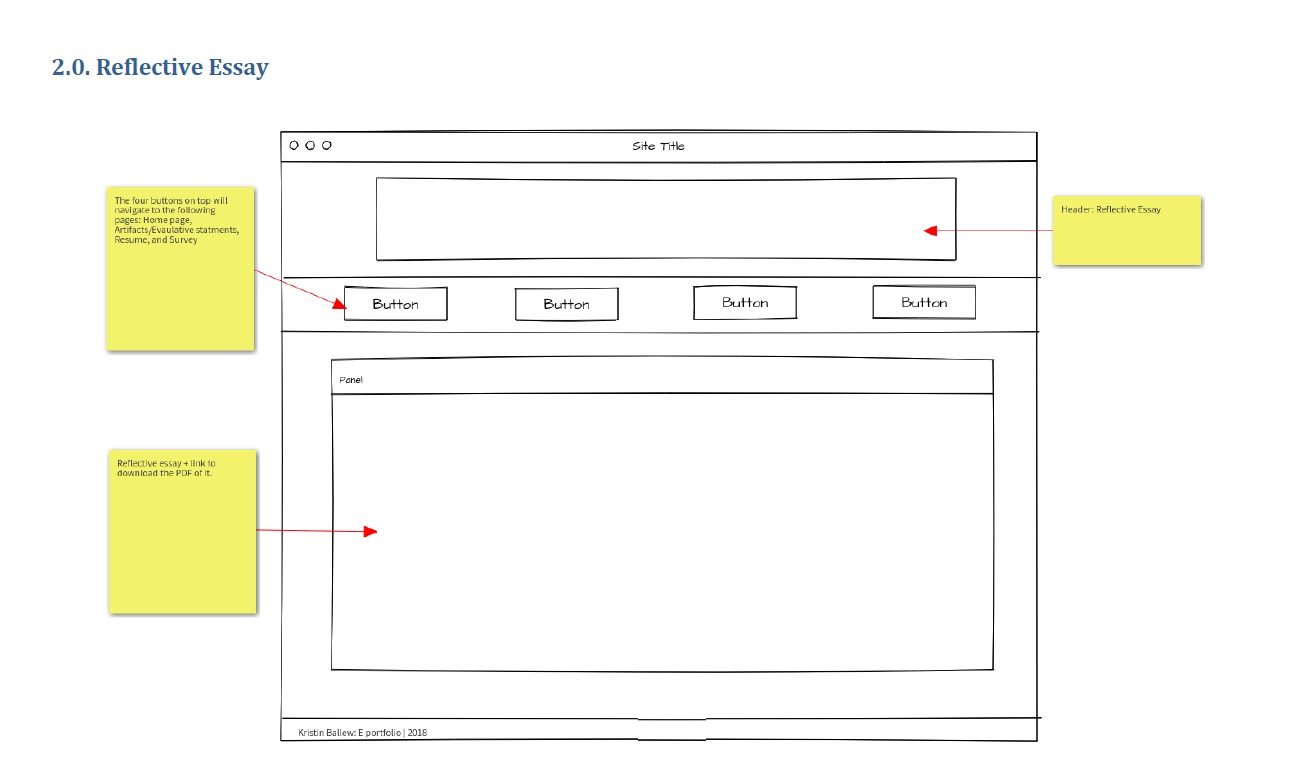 2.0. Reflective Essay
Site Title
The four buttons on top will
navigate to the following
pages: Home page,
Artifacts/Evaulative statments,
Resume, and Survey
Header: Reflective Essay
Button
Button
Button
Button
Panel
Reflective essay + link to
download the PDF of it.
Kristin Ballew: E portfolio | 2018